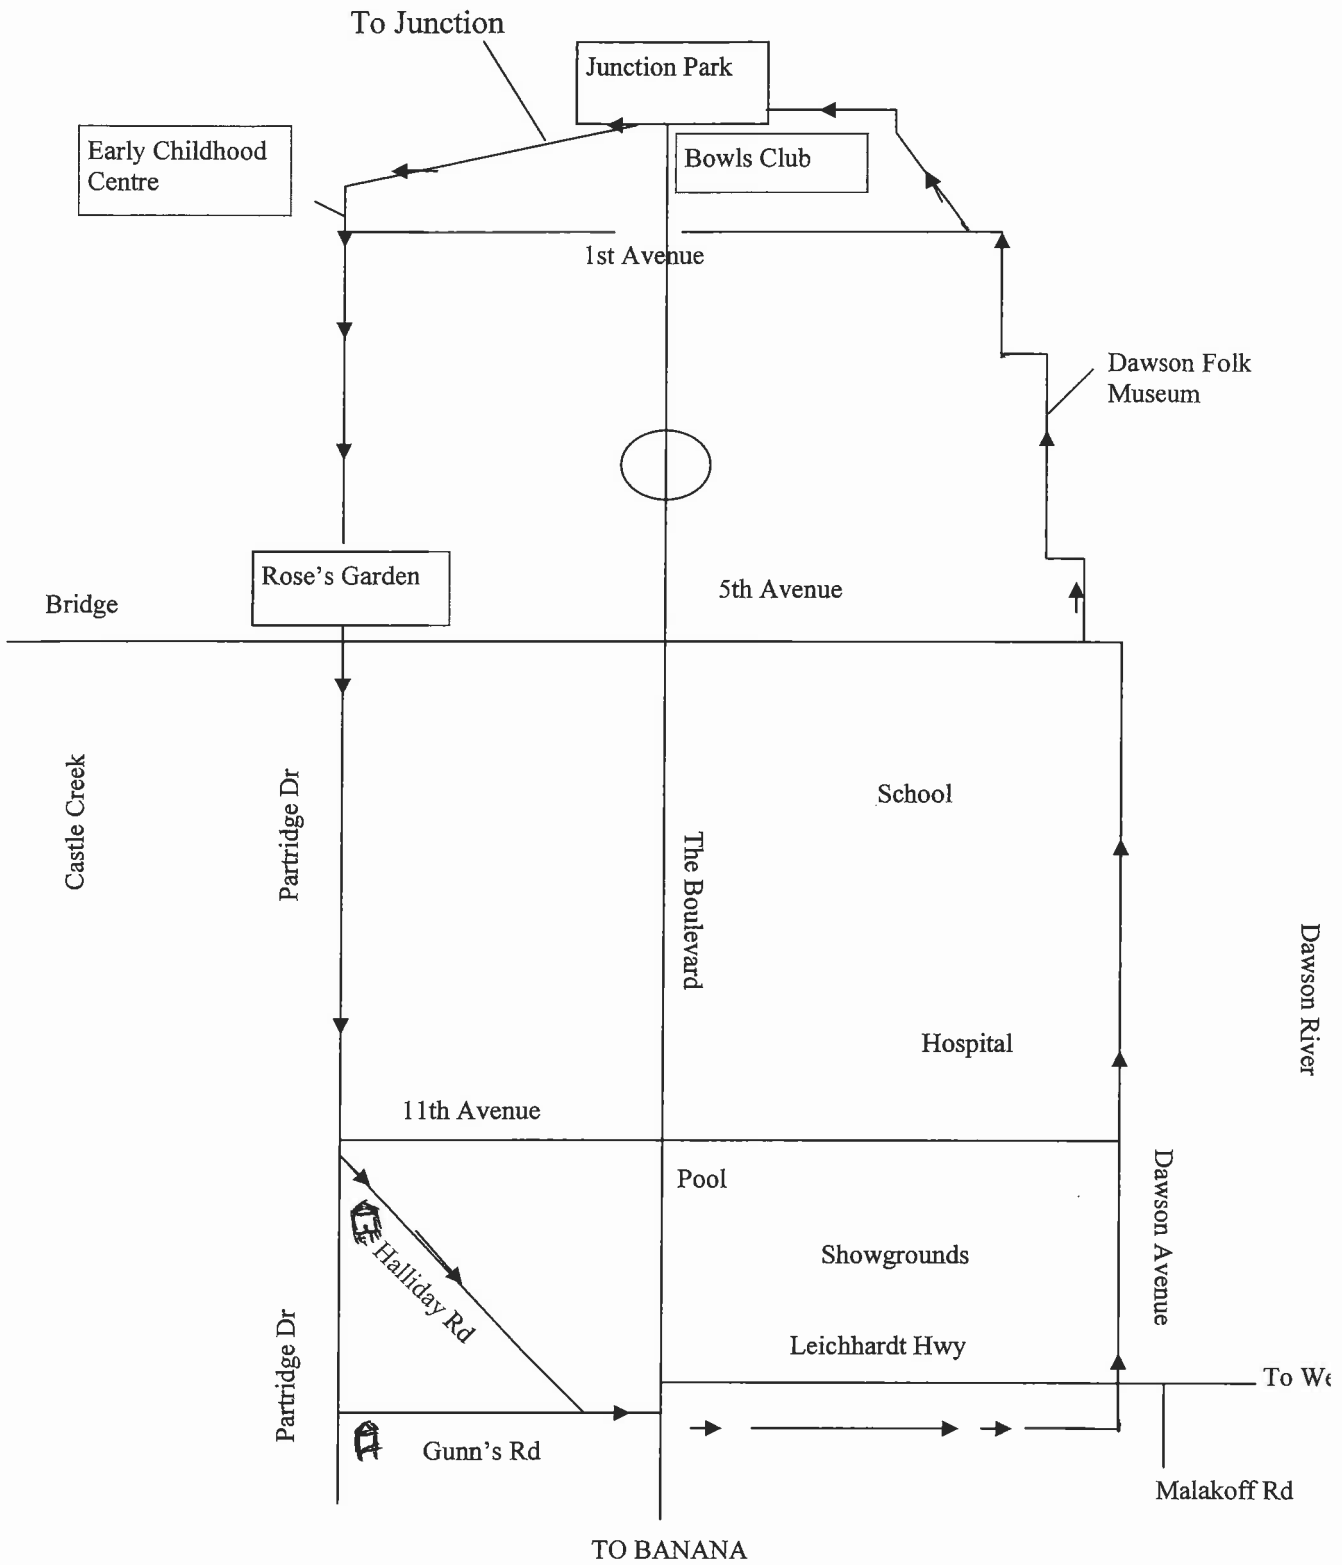 To Junction
Junction Park
Early Childhood
Centre
Bowls Club
1st Avenue
Dawson Folk
Museum
Rose's Garden
Bridge
5th Avenue
Castle Creek
Partridge Dr
School
The Boulevard
Dawson River
Hospital
11th Avenue
Pool
Dawson Avenue
Halliday Rd
Showgrounds
Partridge Dr
Leichhardt Hwy
To We
Gunn's Rd
Malakoff Rd
TO BANANA